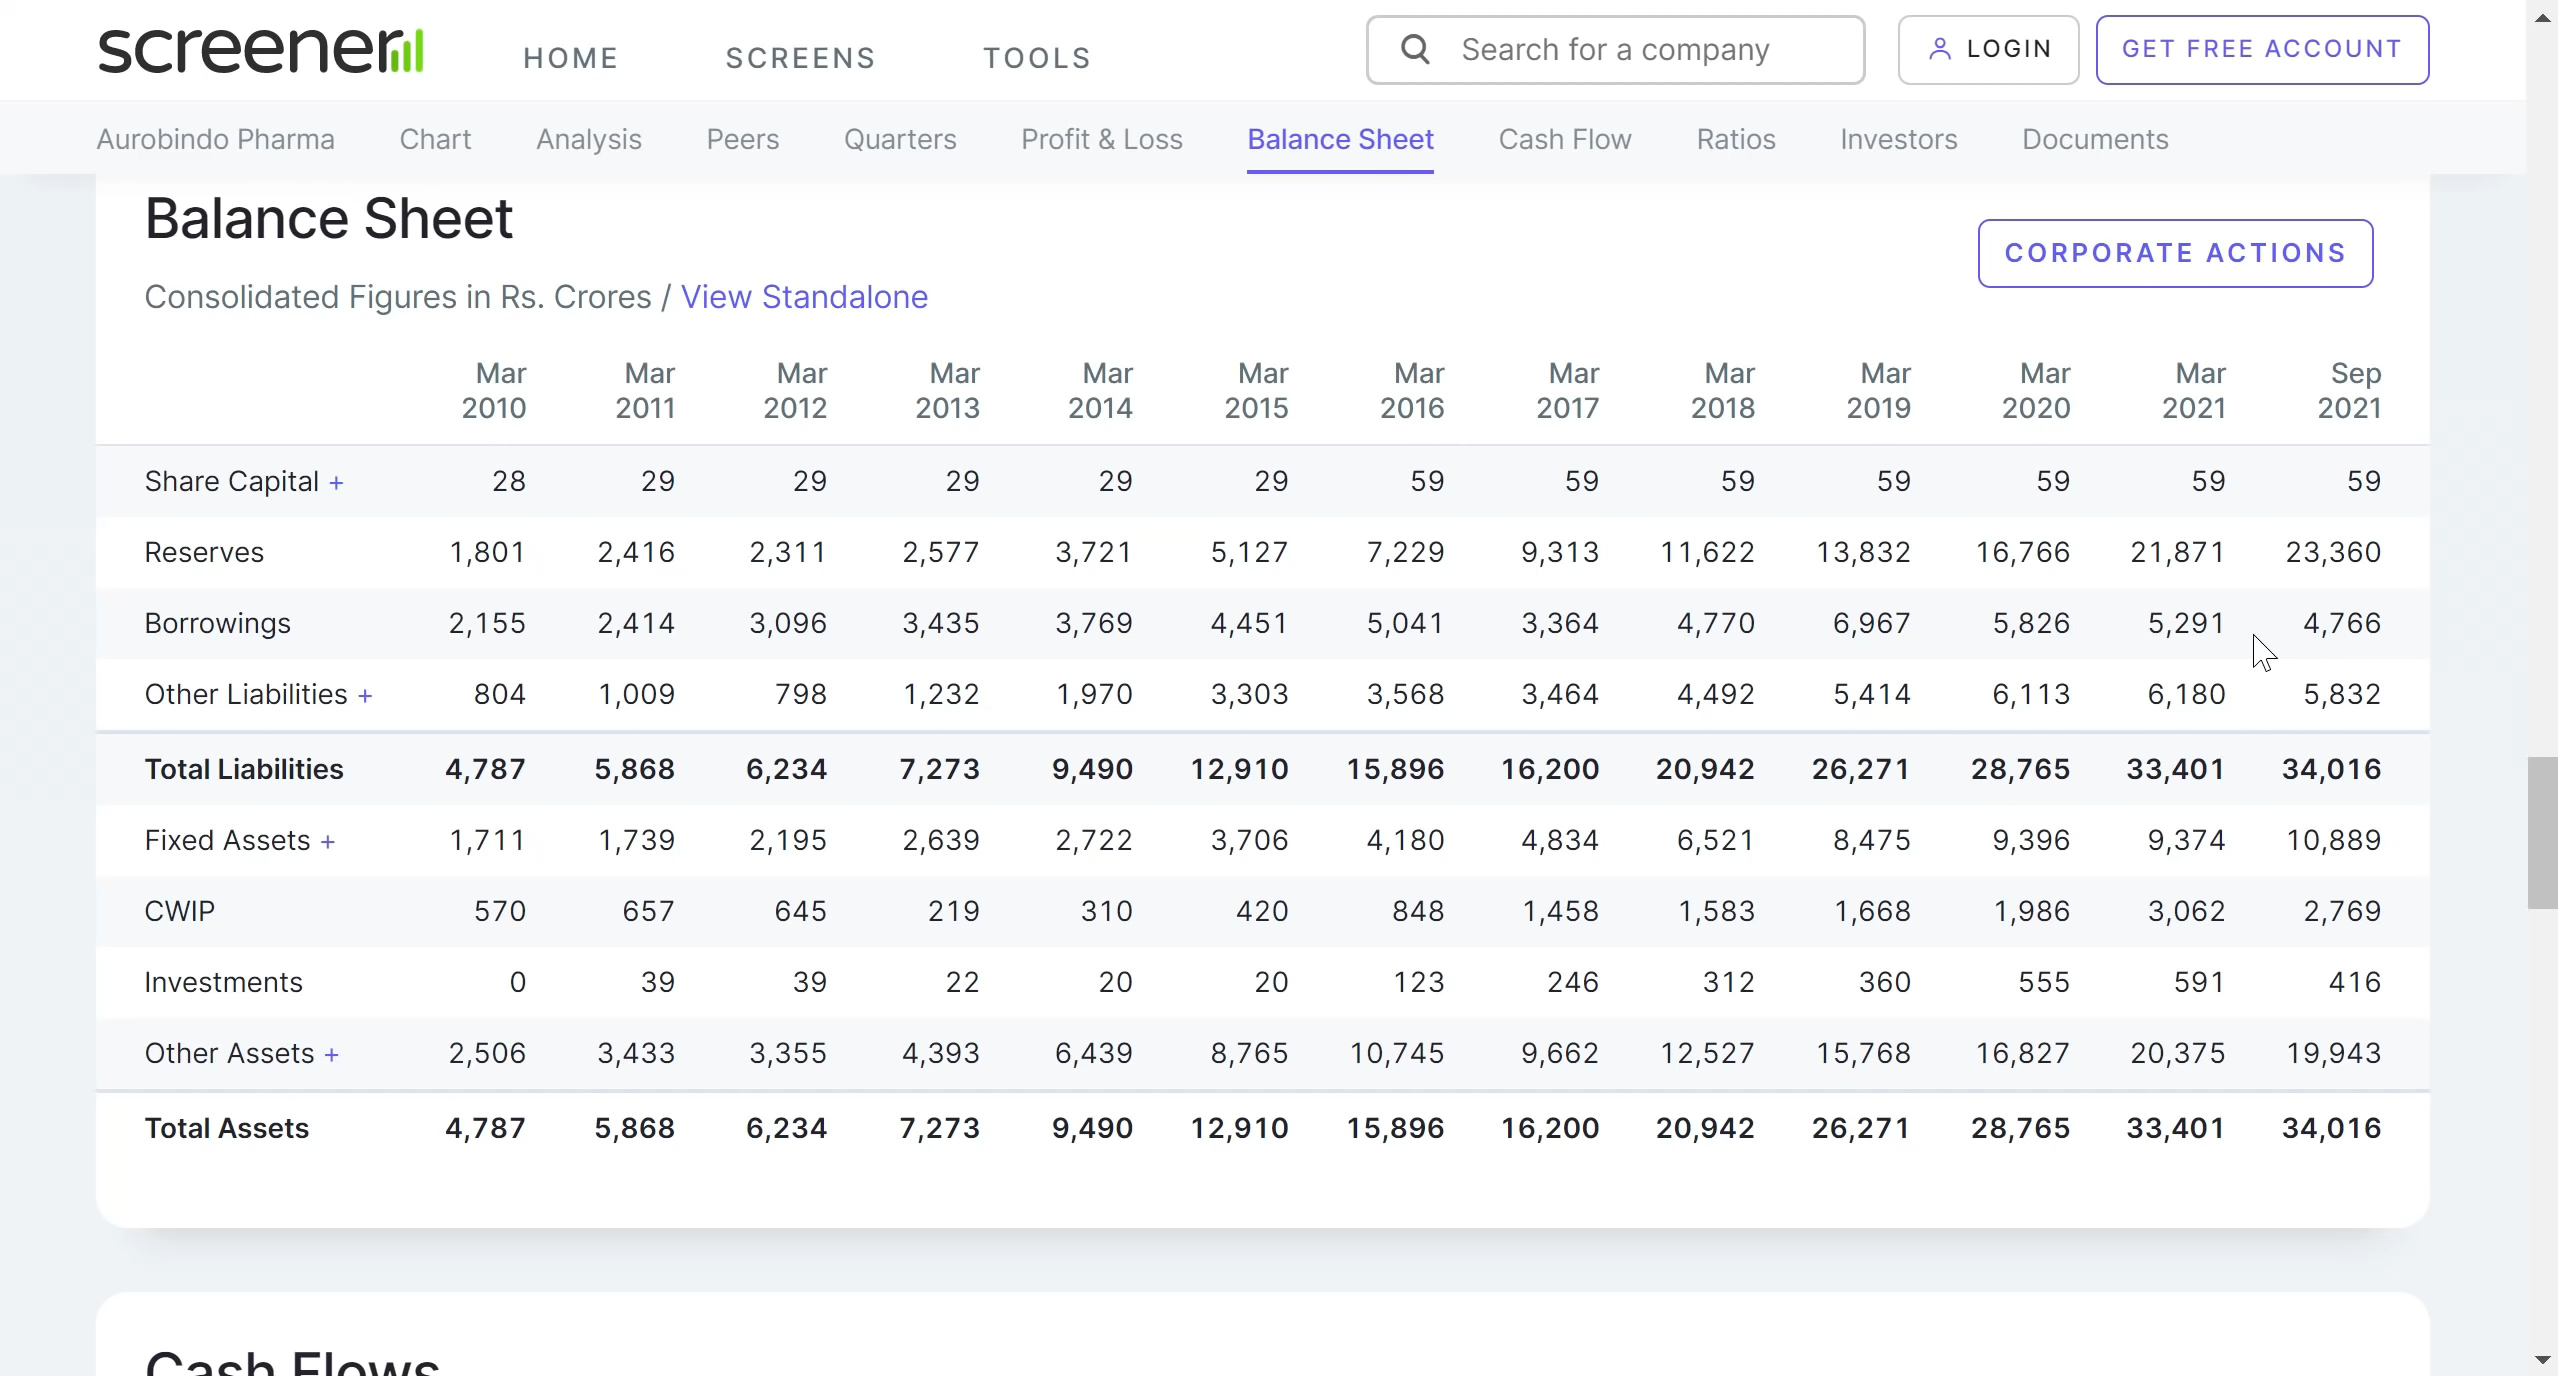 screener HOME SCREENS TOOLS Search for a company LOGIN GET FREE ACCOUNT
Aurobindo Pharma Chart Analysis Peers Quarters Profit & Loss Balance Sheet Cash Flow Ratios Investors Documents
Balance Sheet
CORPORATE ACTIONS
Consolidated Figures in Rs. Crores / View Standalone
Mar Mar Mar Mar Mar Mar Mar Mar Mar Mar Mar Mar Sep
2010 2011 2012 2013 2014 2015 2016 2017 2018 2019 2020 2021 2021
Share Capital + 28 29 29 29 29 29 59 59 59 59 59 59 59
Reserves 1,801 2,416 2,311 2,577 3,721 5,127 7,229 9,313 11,622 13,832 16,766 21,871 23,360
Borrowings 2,155 2,414 3,096 3,435 3,769 4,451 5,041 3,364 4,770 6,967 5,826 5,291 4,766
Other Liabilities + 804 1,009 798 1,232 1,970 3,303 3,568 3,464 4,492 5,414 6,113 6,180 5,832
Total Liabilities 4,787 5,868 6,234 7,273 9,490 12,910 15,896 16,200 20,942 26,271 28,765 33,401 34,016
Fixed Assets + 1,711 1,739 2,195 2,639 2,722 3,706 4,180 4,834 6,521 8,475 9,396 9,374 10,889
CWIP 570 657 645 219 310 420 848 1,458 1,583 1,668 1,986 3,062 2,769
Investments 0 39 39 22 20 20 123 246 312 360 555 591 416
Other Assets + 2,506 3,433 3,355 4,393 6,439 8,765 10,745 9,662 12,527 15,768 16,827 20,375 19,943
Total Assets 4,787 5,868 6,234 7,273 9,490 12,910 15,896 16,200 20,942 26,271 28,765 33,401 34,016
Cash Flows